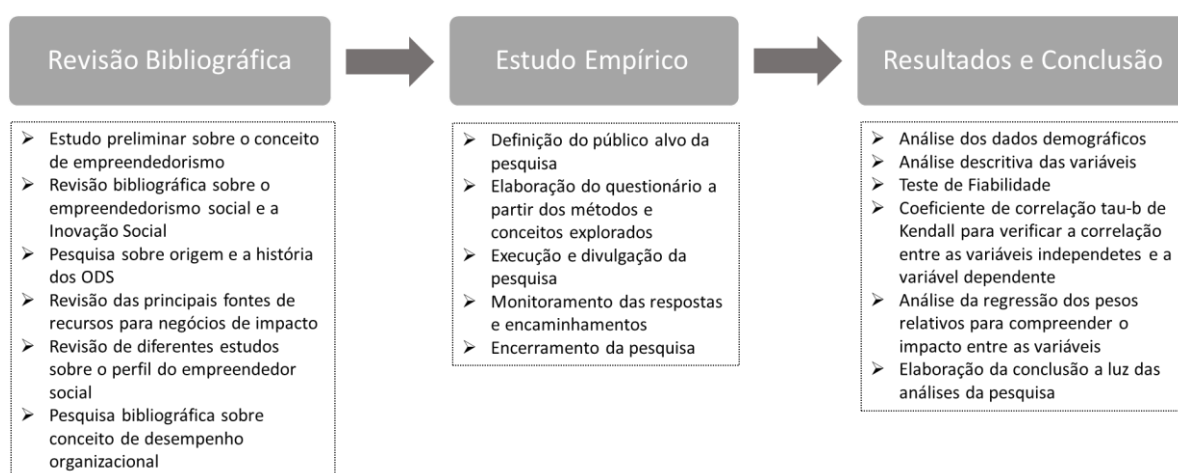 Revisão Bibliográfica
➢ Estudo preliminar sobre o conceito
de empreendedorismo
➢ Revisão bibliográfica sobre o
empreendedorismo social e a
Inovação Social
➢ Pesquisa sobre origem e a história
dos ODS
➢ Revisão das principais fontes de
recursos para negócios de impacto
➢ Revisão de diferentes estudos
sobre o perfil do empreendedor
social
➢ Pesquisa bibliográfica sobre
conceito de desempenho
organizacional
Estudo Empírico
➢ Definição do público alvo da
pesquisa
➢ Elaboração do questionário a
partir dos métodos e
conceitos explorados
➢ Execução e divulgação da
pesquisa
➢ Monitoramento das respostas
e encaminhamentos
➢ Encerramento da pesquisa
Resultados e Conclusão
➢ Análise dos dados demográficos
➢ Análise descritiva das variáveis
➢ Teste de Fiabilidade
➢ Coeficiente de correlação tau-b de
Kendall para verificar a correlação
entre as variáveis independetes e a
variável dependente
➢ Análise da regressão dos pesos
relativos para compreender o
impacto entre as variáveis
➢ Elaboração da conclusão a luz das
análises da pesquisa